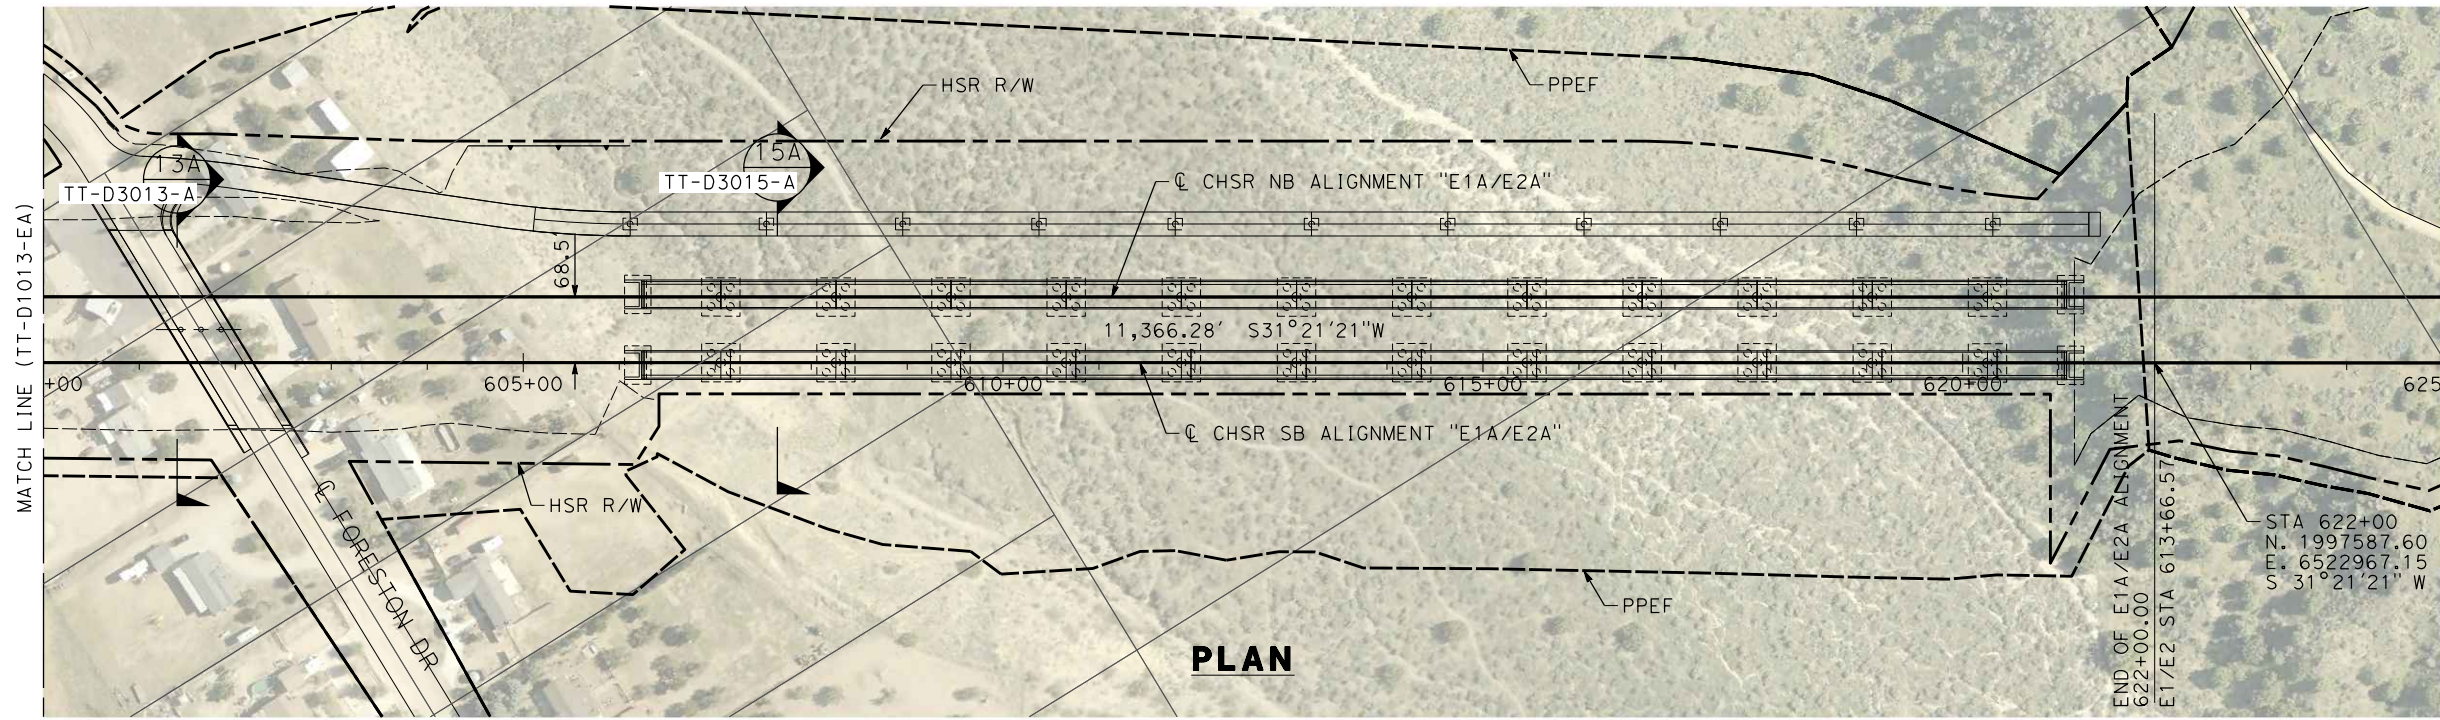 HSR R/W
PPEF
13A
TT-D3013-A
15A
TT-D3015-A
℄ CHSR NB ALIGNMENT "E1A/E2A"
68.5'
MATCH LINE (TT-D1013-EA)
11,366.28' S31°21'21"W
+00
605+00
610+00
615+00
620+00
625
℄ CHSR SB ALIGNMENT "E1A/E2A"
HSR R/W
℄ FORESTON DR
STA 622+00
N. 1997587.60
E. 6522967.15
S 31°21'21" W
PPEF
END OF E1A/E2A ALIGNMENT
622+00.00
E1/E2 STA 613+66.57
PLAN